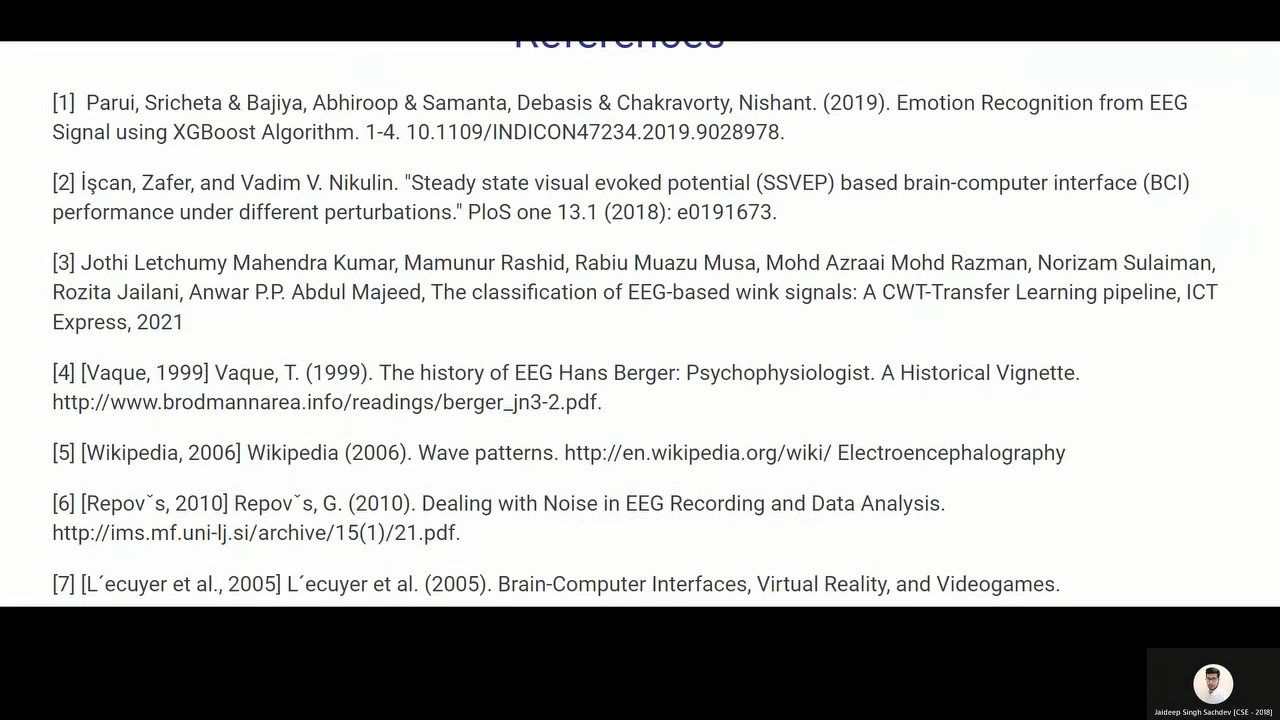 References
[1] Parui, Sricheta & Bajiya, Abhiroop & Samanta, Debasis & Chakravorty, Nishant. (2019). Emotion Recognition from EEG
Signal using XGBoost Algorithm. 1-4. 10.1109/INDICON47234.2019.9028978.
[2] İşcan, Zafer, and Vadim V. Nikulin. "Steady state visual evoked potential (SSVEP) based brain-computer interface (BCI)
performance under different perturbations." PloS one 13.1 (2018): e0191673.
[3] Jothi Letchumy Mahendra Kumar, Mamunur Rashid, Rabiu Muazu Musa, Mohd Azraai Mohd Razman, Norizam Sulaiman,
Rozita Jailani, Anwar P.P. Abdul Majeed, The classification of EEG-based wink signals: A CWT-Transfer Learning pipeline, ICT
Express, 2021
[4] [Vaque, 1999] Vaque, T. (1999). The history of EEG Hans Berger: Psychophysiologist. A Historical Vignette.
http://www.brodmannarea.info/readings/berger_jn3-2.pdf.
[5] [Wikipedia, 2006] Wikipedia (2006). Wave patterns. http://en.wikipedia.org/wiki/ Electroencephalography
[6] [Repovˇs, 2010] Repovˇs, G. (2010). Dealing with Noise in EEG Recording and Data Analysis.
http://ims.mf.uni-lj.si/archive/15(1)/21.pdf.
[7] [L´ecuyer et al., 2005] L´ecuyer et al. (2005). Brain-Computer Interfaces, Virtual Reality, and Videogames.
Jaideep Singh Sachdev [CSE - 2018]